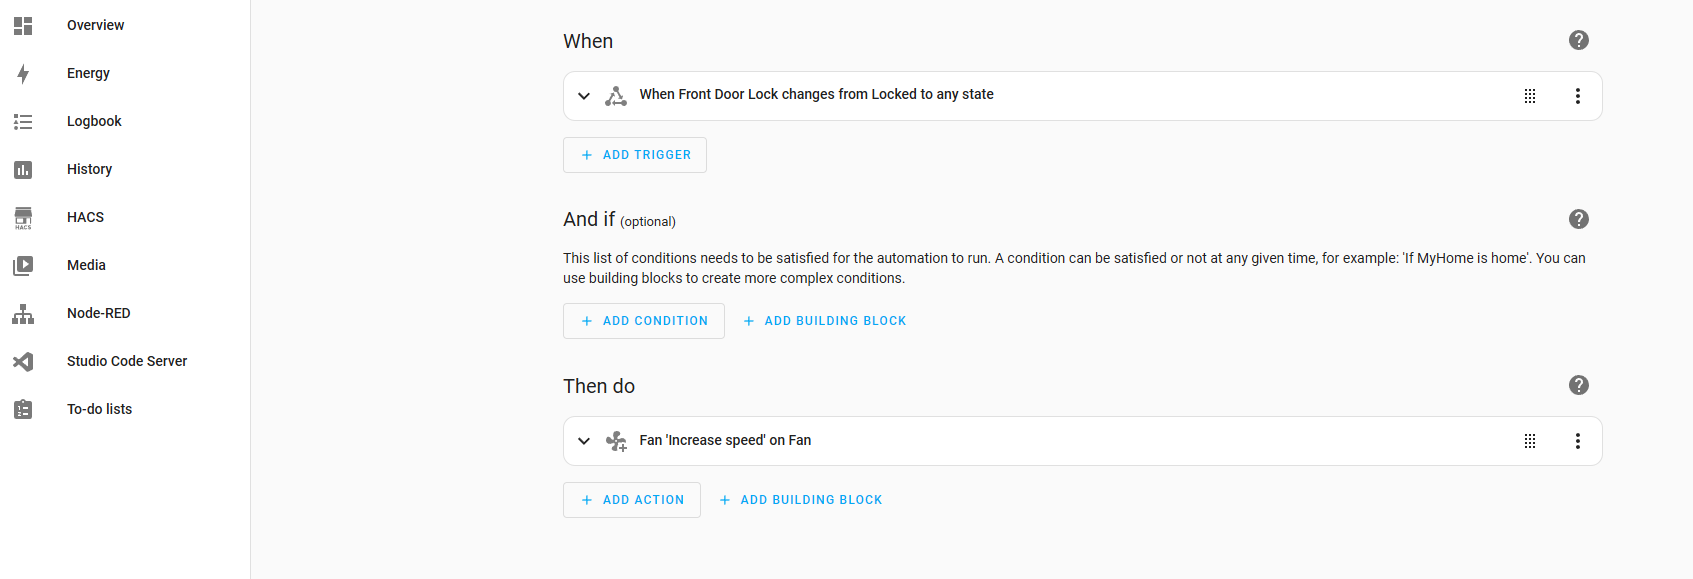 Overview
Energy
Logbook
History
HACS
HACS
Media
Node-RED
Studio Code Server
To-do lists
When
When Front Door Lock changes from Locked to any state
+ ADD TRIGGER
And if (optional)
This list of conditions needs to be satisfied for the automation to run. A condition can be satisfied or not at any given time, for example: 'If MyHome is home'. You can
use building blocks to create more complex conditions.
+ ADD CONDITION + ADD BUILDING BLOCK
Then do
Fan 'Increase speed' on Fan
+ ADD ACTION + ADD BUILDING BLOCK